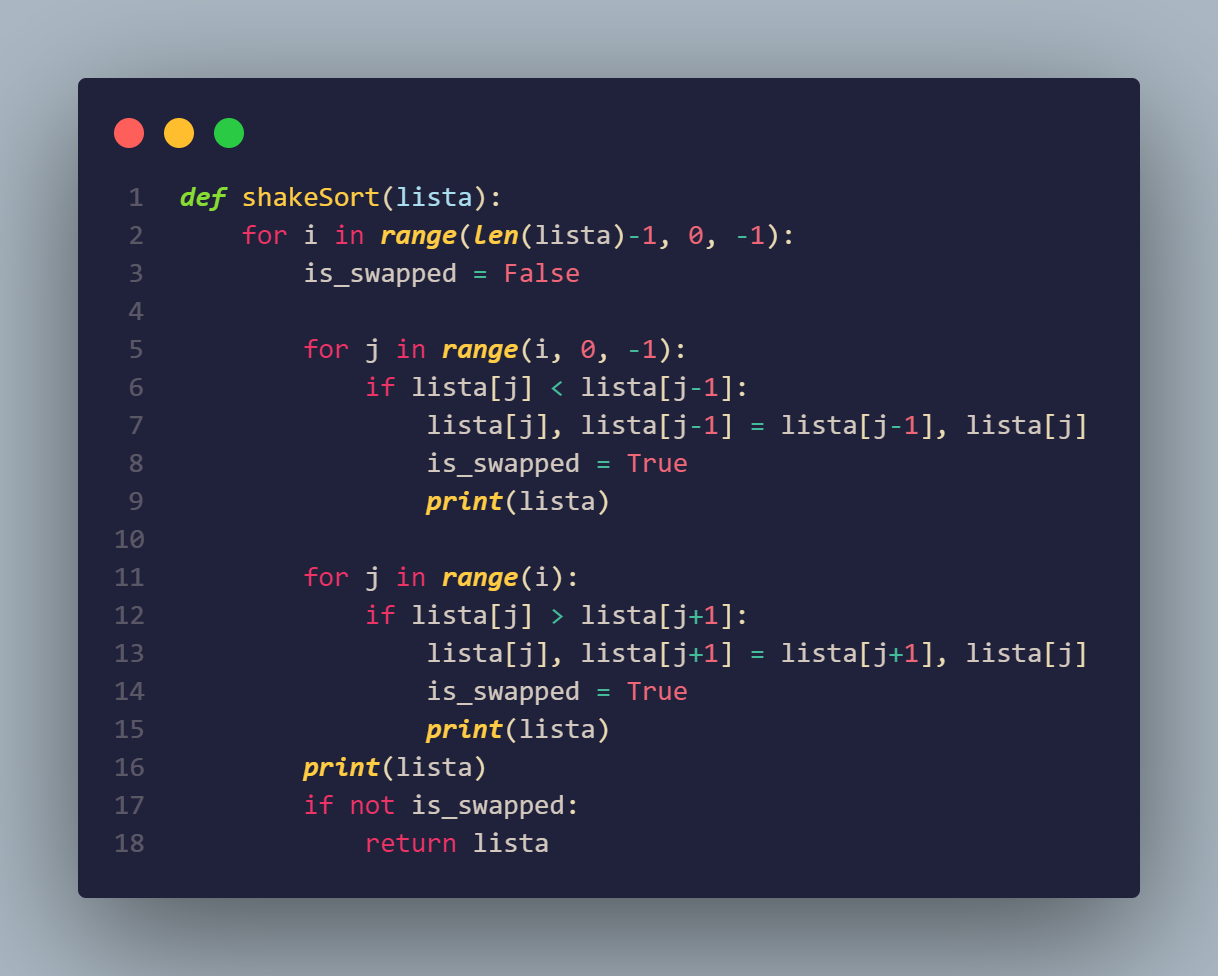 1 def shakeSort(lista):
2     for i in range(len(lista)-1, 0, -1):
3         is_swapped = False
4
5         for j in range(i, 0, -1):
6             if lista[j] < lista[j-1]:
7                 lista[j], lista[j-1] = lista[j-1], lista[j]
8                 is_swapped = True
9                 print(lista)
10
11         for j in range(i):
12             if lista[j] > lista[j+1]:
13                 lista[j], lista[j+1] = lista[j+1], lista[j]
14                 is_swapped = True
15                 print(lista)
16         print(lista)
17         if not is_swapped:
18             return lista